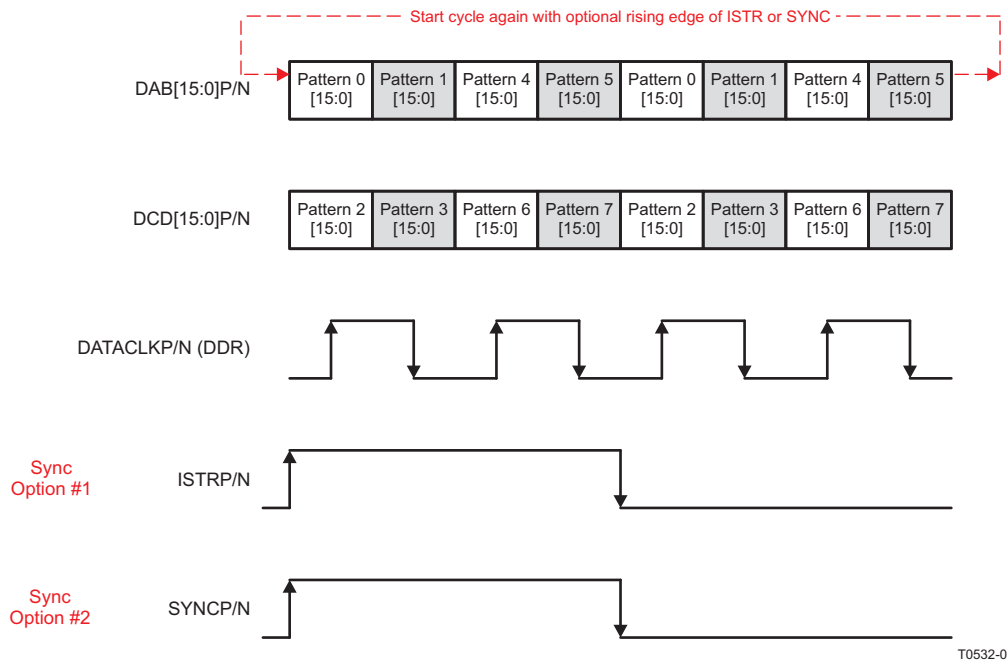 Start cycle again with optional rising edge of ISTR or SYNC
DAB[15:0]P/N
Pattern 0 Pattern 1 Pattern 4 Pattern 5 Pattern 0 Pattern 1 Pattern 4 Pattern 5
[15:0] [15:0] [15:0] [15:0] [15:0] [15:0] [15:0] [15:0]
DCD[15:0]P/N
Pattern 2 Pattern 3 Pattern 6 Pattern 7 Pattern 2 Pattern 3 Pattern 6 Pattern 7
[15:0] [15:0] [15:0] [15:0] [15:0] [15:0] [15:0] [15:0]
DATACLKP/N (DDR)
Sync
Option #1
ISTRP/N
Sync
Option #2
SYNCP/N
T0532-0